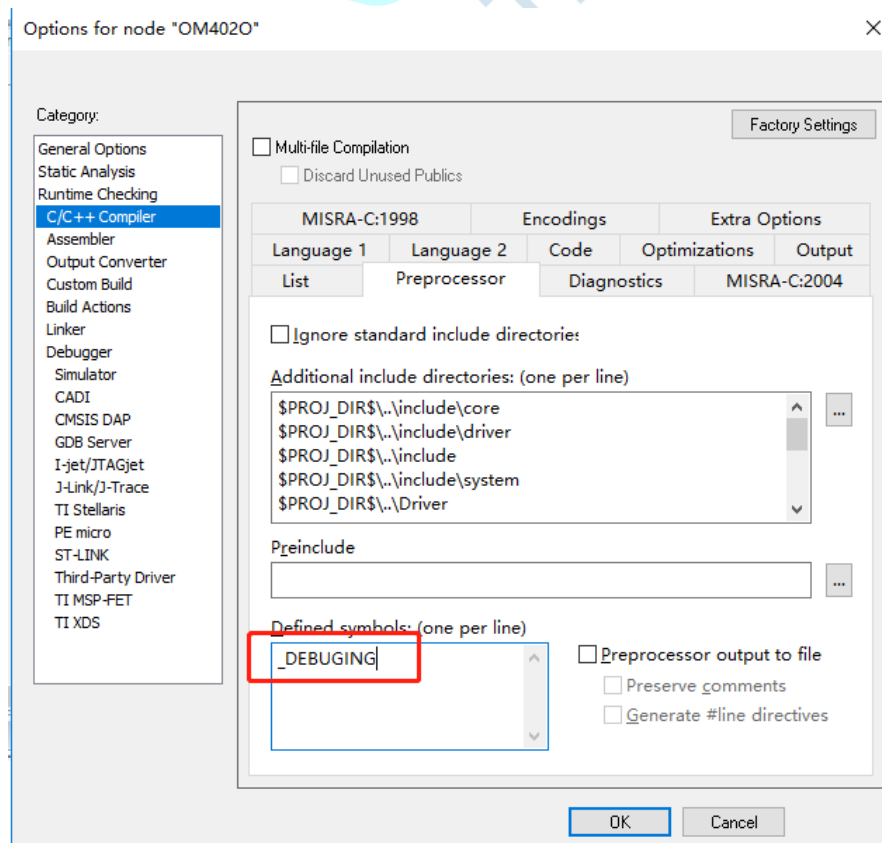 Options for node "OM402O"
Category:
General Options
Static Analysis
Runtime Checking
C/C++ Compiler
Assembler
Output Converter
Custom Build
Build Actions
Linker
Debugger
Simulator
CADI
CMSIS DAP
GDB Server
I-jet/JTAGjet
J-Link/J-Trace
TI Stellaris
PE micro
ST-LINK
Third-Party Driver
TI MSP-FET
TI XDS
Factory Settings
Multi-file Compilation
Discard Unused Publics
MISRA-C:1998 Encodings Extra Options
Language 1 Language 2 Code Optimizations Output
List Preprocessor Diagnostics MISRA-C:2004
Ignore standard include directories
Additional include directories: (one per line)
$PROJ_DIR$\..\include\core
$PROJ_DIR$\..\include\driver
$PROJ_DIR$\..\include
$PROJ_DIR$\..\include\system
$PROJ_DIR$\..\Driver
...
Preinclude
...
Defined symbols: (one per line)
_DEBUGING
Preprocessor output to file
Preserve comments
Generate #line directives
OK Cancel